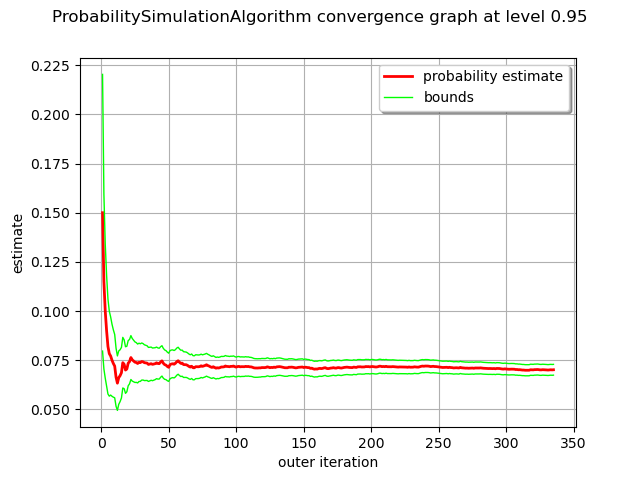 ProbabilitySimulationAlgorithm convergence graph at level 0.95
probability estimate
bounds
estimate
0.225
0.200
0.175
0.150
0.125
0.100
0.075
0.050
0 50 100 150 200 250 300 350
outer iteration